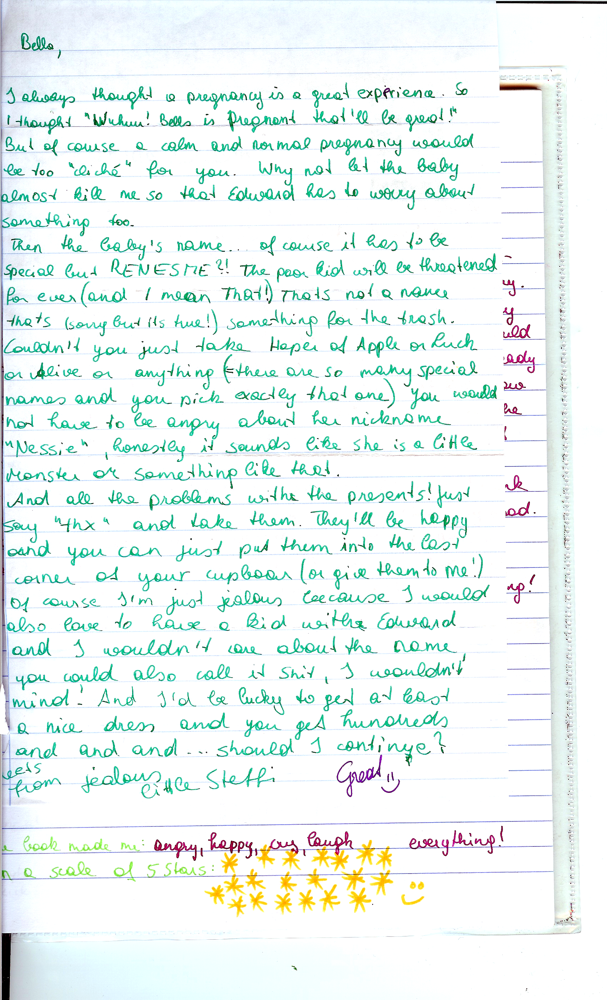 Bella,
I always thought a pregnancy is a great experience. So
I thought "Wuhuu! Bella is Pregnant that'll be great!"
But of course a calm and normal pregnancy would
be too "cliché" for you. Why not let the baby
almost kill me so that Edward has to worry about
something too.
Then the baby's name... of course it has to be
special but RENESME?! The poor kid will be threatened
for ever (and I mean That!) Thats not a name
thats (sorry but its true!) something for the trash.
Couldn't you just take Hoper of Apple or Luck
or Alive or anything (=there are so many special
names and you pick exactly that one) You would
not have to be angry about her nickname
"Nessie", honestly it sounds like she is a little
Monster or something like that.
And all the problems with the presents! Just
say "thx" and take them. They'll be happy
and you can just put them into the last
corner of your cupboar (or give them to me!)
Of course I'm just jealous because I would
also love to have a kid with Edward
and I wouldn't care about the name,
you could also call it shit, I wouldn't
mind! And I'd be lucky to get at least
a nice dress and you get hundreds
and and and... should I continye?
eets
from jealous
little Steffi
Great :)
e book made me: angry, happy, cry, laugh everything!
n a scale of 5 Stars:
y.
y
uld
eady
ow
he
!
nk
ad.
ng!